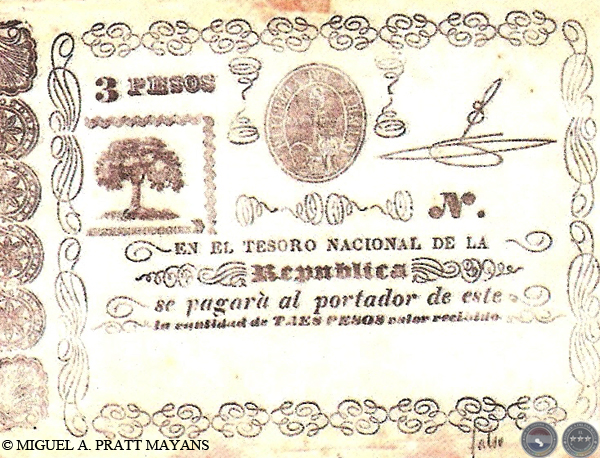 3 PESOS
Nº.
EN EL TESORO NACIONAL DE LA
Republica
se pagarà al portador de este
la cantidad de TRES PESOS valor recibido
© MIGUEL A. PRATT MAYANS